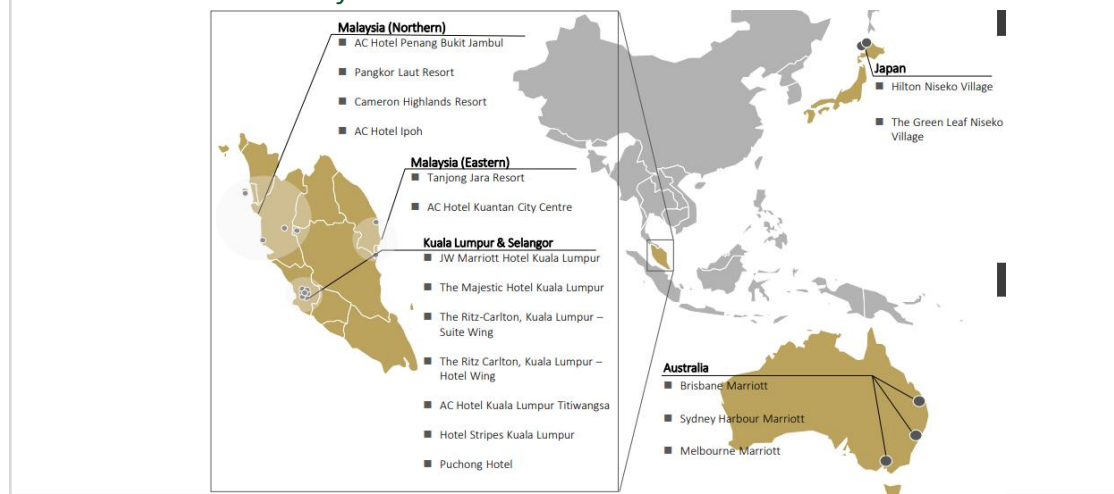 Malaysia (Northern)
AC Hotel Penang Bukit Jambul
Pangkor Laut Resort
Cameron Highlands Resort
AC Hotel Ipoh
Malaysia (Eastern)
Tanjong Jara Resort
AC Hotel Kuantan City Centre
Kuala Lumpur & Selangor
JW Marriott Hotel Kuala Lumpur
The Majestic Hotel Kuala Lumpur
The Ritz-Carlton, Kuala Lumpur –
Suite Wing
The Ritz Carlton, Kuala Lumpur –
Hotel Wing
AC Hotel Kuala Lumpur Titiwangsa
Hotel Stripes Kuala Lumpur
Puchong Hotel
Japan
Hilton Niseko Village
The Green Leaf Niseko
Village
Australia
Brisbane Marriott
Sydney Harbour Marriott
Melbourne Marriott